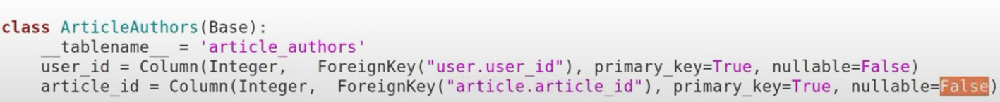 class ArticleAuthors(Base):
    __tablename__ = 'article_authors'
    user_id = Column(Integer,   ForeignKey("user.user_id"), primary_key=True, nullable=False)
    article_id = Column(Integer,  ForeignKey("article.article_id"), primary_key=True, nullable=False)